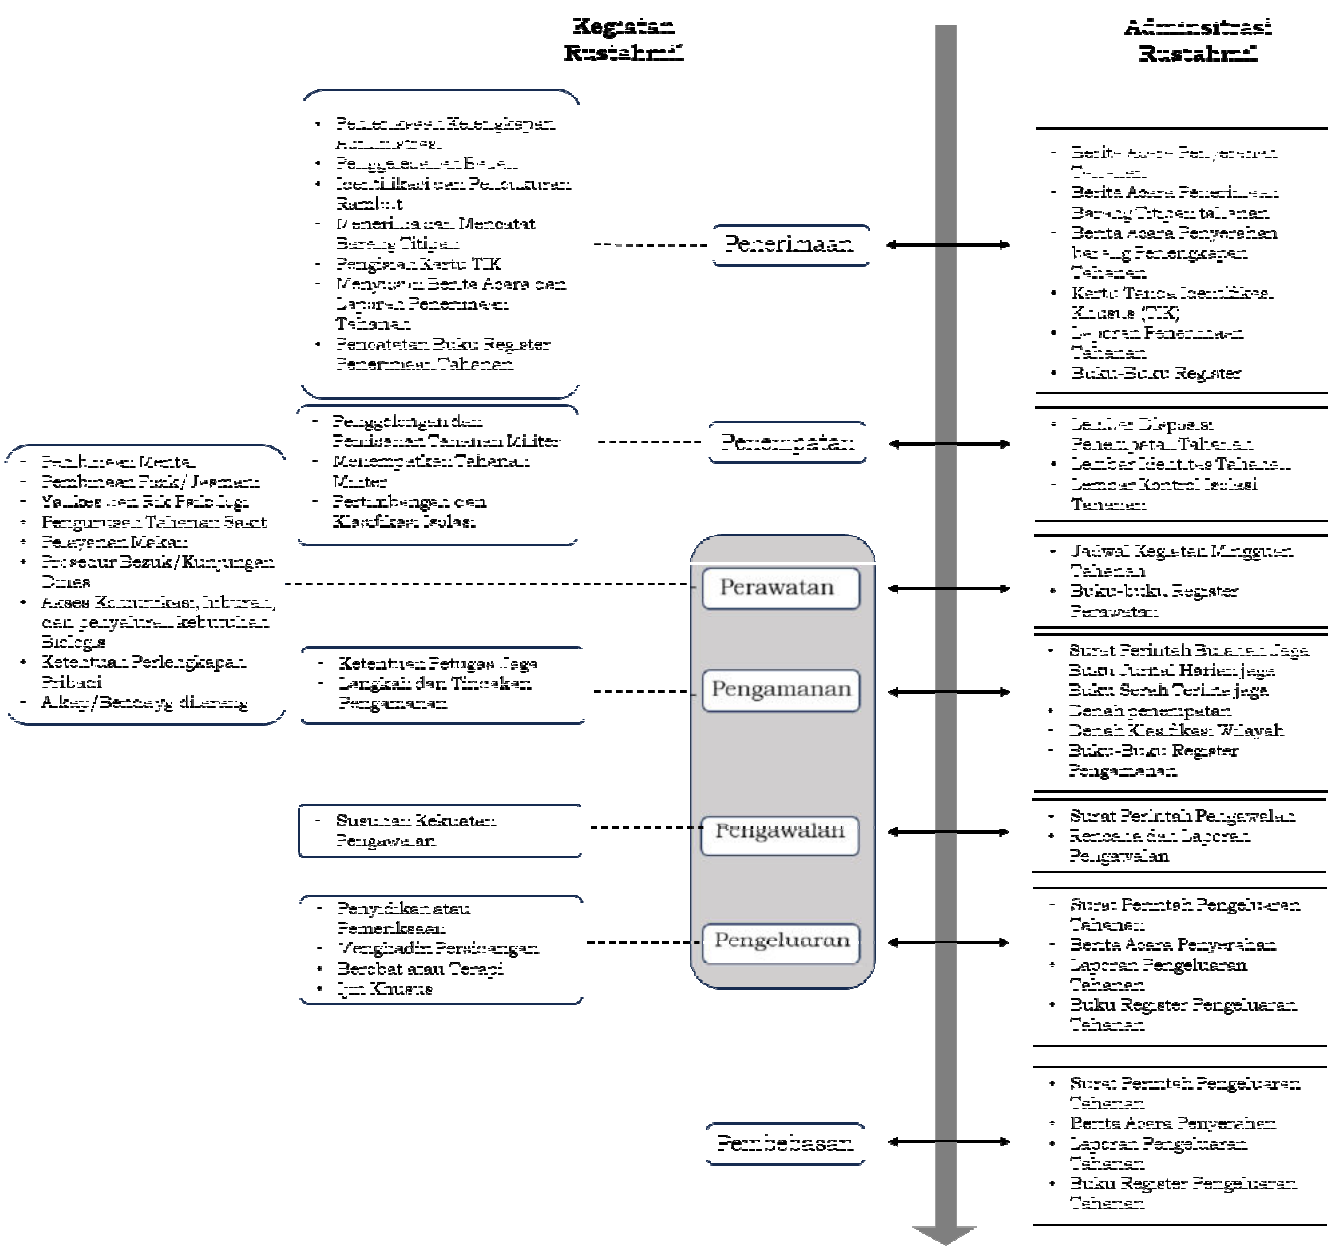 Kegiatan
Rustahmil
Adminsitrasi
Rustahmil
Pemeriksaan Kelengkapan
Administrasi
Penggeledahan Badan
Identifikasi dan Pencukuran
Rambut
Menerima dan Mencatat
Barang Titipan
Pengisian Kartu TIK
Menyusun Berita Acara dan
Laporan Penerimaan
Tahanan
Pencatatan Buku Register
Penerimaan Tahanan
Penerimaan
Berita Acara Penyerahan
Tahanan
Berita Acara Penerimaan
Barang Titipan tahanan
Berita Acara Penyerahan
barang Perlengkapan
Tahanan
Kartu Tanda Identifikasi
Khusus (TIK)
Laporan Penerimaan
Tahanan
Buku-Buku Register
Penggolongan dan
Pemisahan Tahanan Militer
Menempatkan Tahanan
Militer
Pertimbangan dan
Klasifikasi Isolasi
Penempatan
Lembar Disposisi
Penempatan Tahanan
Lembar Identitas Tahanan
Lembar Kontrol Isolasi
Tahanan
Pembinaan Mental
Pembinaan Fisik/Jasmani
Yankes dan Rik Psikologi
Pengurusan Tahanan Sakit
Pelayanan Makan
Prosedur Bezuk/Kunjungan
Dinas
Akses Komunikasi, hiburan,
dan penyaluran kebutuhan
Biologis
Ketentuan Perlengkapan
Pribadi
Alkap/Benda yg dilarang
Perawatan
Jadwal Kegiatan Mingguan
Tahanan
Buku-buku Register
Perawatan
Ketentuan Petugas Jaga
Langkah dan Tindakan
Pengamanan
Pengamanan
Surat Perintah Bulanan Jaga
Buku Jurnal Harian jaga
Buku Serah Terima jaga
Denah penempatan
Denah Klasifikasi Wilayah
Buku-Buku Register
Pengamanan
Susunan Kekuatan
Pengawalan
Pengawalan
Surat Perintah Pengawalan
Rencana dan Laporan
Pengawalan
Penyidikan atau
Pemeriksaan
Menghadiri Persidangan
Berobat atau Terapi
Ijin Khusus
Pengeluaran
Surat Perintah Pengeluaran
Tahanan
Berita Acara Penyerahan
Laporan Pengeluaran
Tahanan
Buku Register Pengeluaran
Tahanan
Pembebasan
Surat Perintah Pengeluaran
Tahanan
Berita Acara Penyerahan
Laporan Pengeluaran
Tahanan
Buku Register Pengeluaran
Tahanan